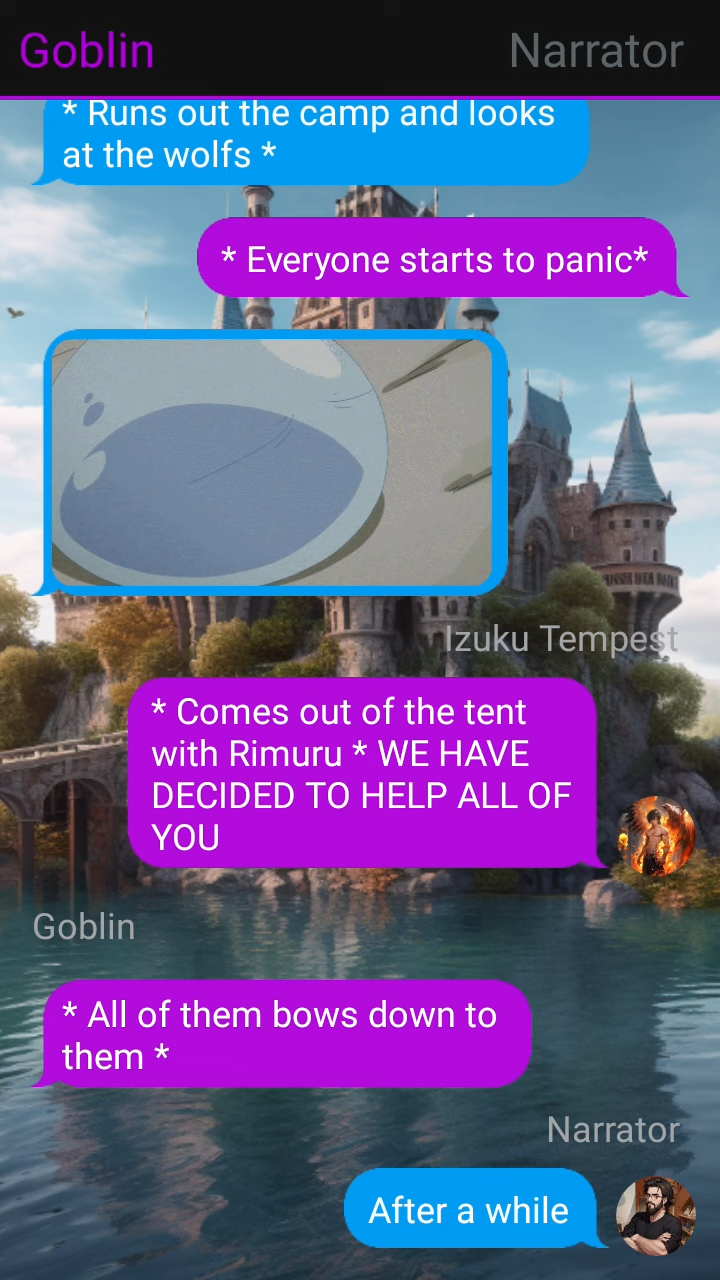 Goblin
Narrator
* Runs out the camp and looks
at the wolfs *
* Everyone starts to panic*
Izuku Tempest
* Comes out of the tent
with Rimuru * WE HAVE
DECIDED TO HELP ALL OF
YOU
Goblin
* All of them bows down to
them *
Narrator
After a while